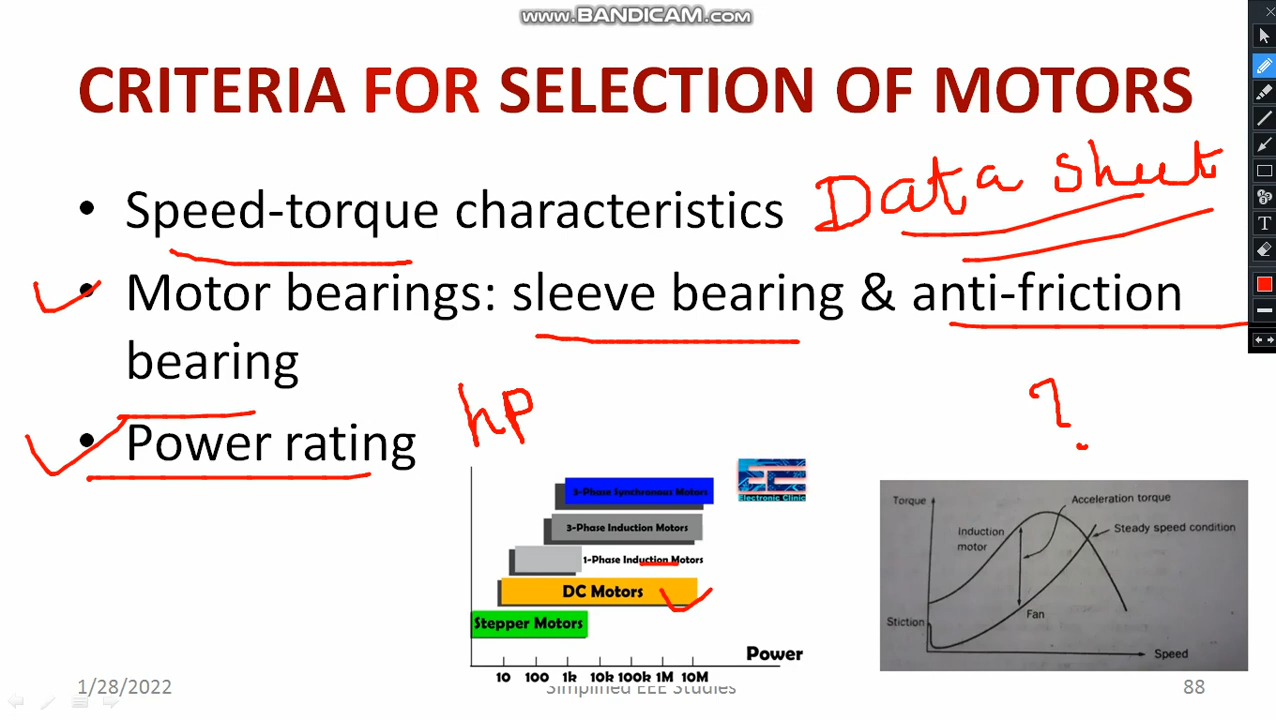 www.BANDICAM.com
CRITERIA FOR SELECTION OF MOTORS
• Speed-torque characteristics
Data sheet
• Motor bearings: sleeve bearing & anti-friction
bearing
• Power rating
hp
?
3-Phase Synchronous Motors
3-Phase Induction Motors
1-Phase Induction Motors
DC Motors
Stepper Motors
Power
10 100 1k 10k 100k 1M 10M
EE
Electronic Clinic
Torque
Acceleration torque
Induction
motor
Steady speed condition
Fan
Stiction
Speed
1/28/2022
Simplified EEE Studies
88
T